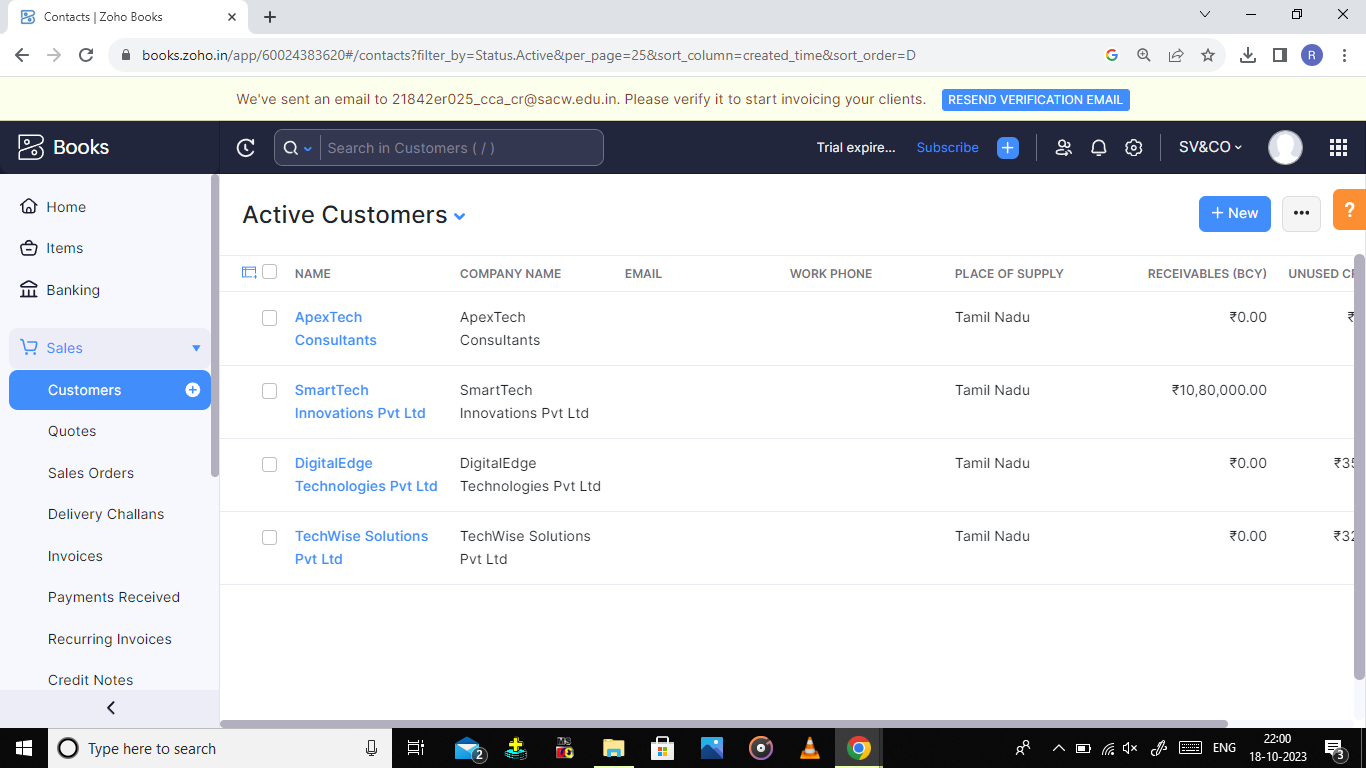 Contacts | Zoho Books
books.zoho.in/app/60024383620#/contacts?filter_by=Status.Active&per_page=25&sort_column=created_time&sort_order=D
R
We've sent an email to 21842er025_cca_cr@sacw.edu.in. Please verify it to start invoicing your clients. RESEND VERIFICATION EMAIL
Books
Search in Customers ( / )
Trial expire... Subscribe SV&CO
Home
Items
Banking
Sales
Customers
Quotes
Sales Orders
Delivery Challans
Invoices
Payments Received
Recurring Invoices
Credit Notes
Active Customers
+ New
?
NAME COMPANY NAME EMAIL WORK PHONE PLACE OF SUPPLY RECEIVABLES (BCY) UNUSED
ApexTech ApexTech Tamil Nadu ₹0.00 ₹
Consultants Consultants
SmartTech SmartTech Tamil Nadu ₹10,80,000.00
Innovations Pvt Ltd Innovations Pvt Ltd
DigitalEdge DigitalEdge Tamil Nadu ₹0.00 ₹35
Technologies Pvt Ltd Technologies Pvt Ltd
TechWise Solutions TechWise Solutions Tamil Nadu ₹0.00 ₹32
Pvt Ltd Pvt Ltd
Type here to search
2
ENG
22:00
18-10-2023
3